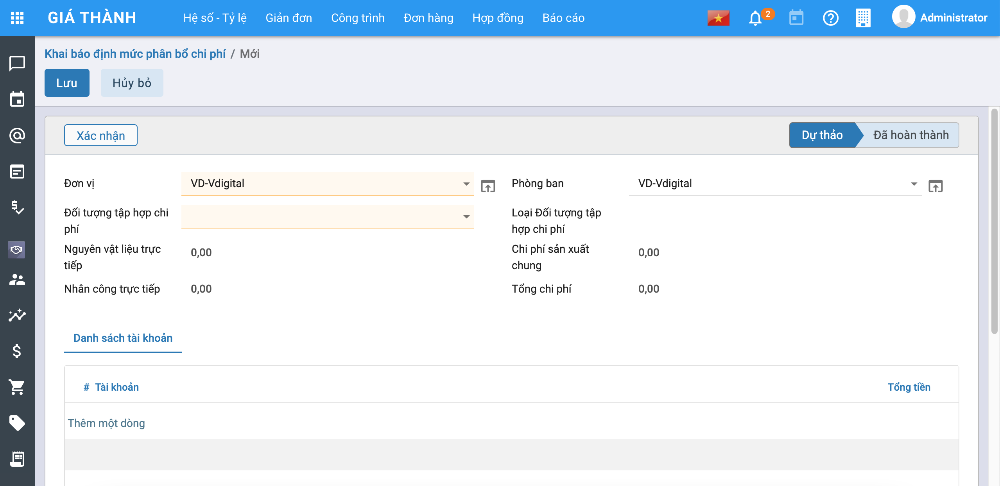 GIÁ THÀNH Hệ số - Tỷ lệ Giản đơn Công trình Đơn hàng Hợp đồng Báo cáo 2 Administrator
Khai báo định mức phân bổ chi phí / Mới
Lưu Hủy bỏ
Xác nhận Dự thảo Đã hoàn thành
Đơn vị VD-Vdigital Phòng ban VD-Vdigital
Đối tượng tập hợp chi phí
Loại Đối tượng tập hợp chi phí
Nguyên vật liệu trực tiếp 0,00
Chi phí sản xuất chung 0,00
Nhân công trực tiếp 0,00 Tổng chi phí 0,00
Danh sách tài khoản
# Tài khoản Tổng tiền
Thêm một dòng